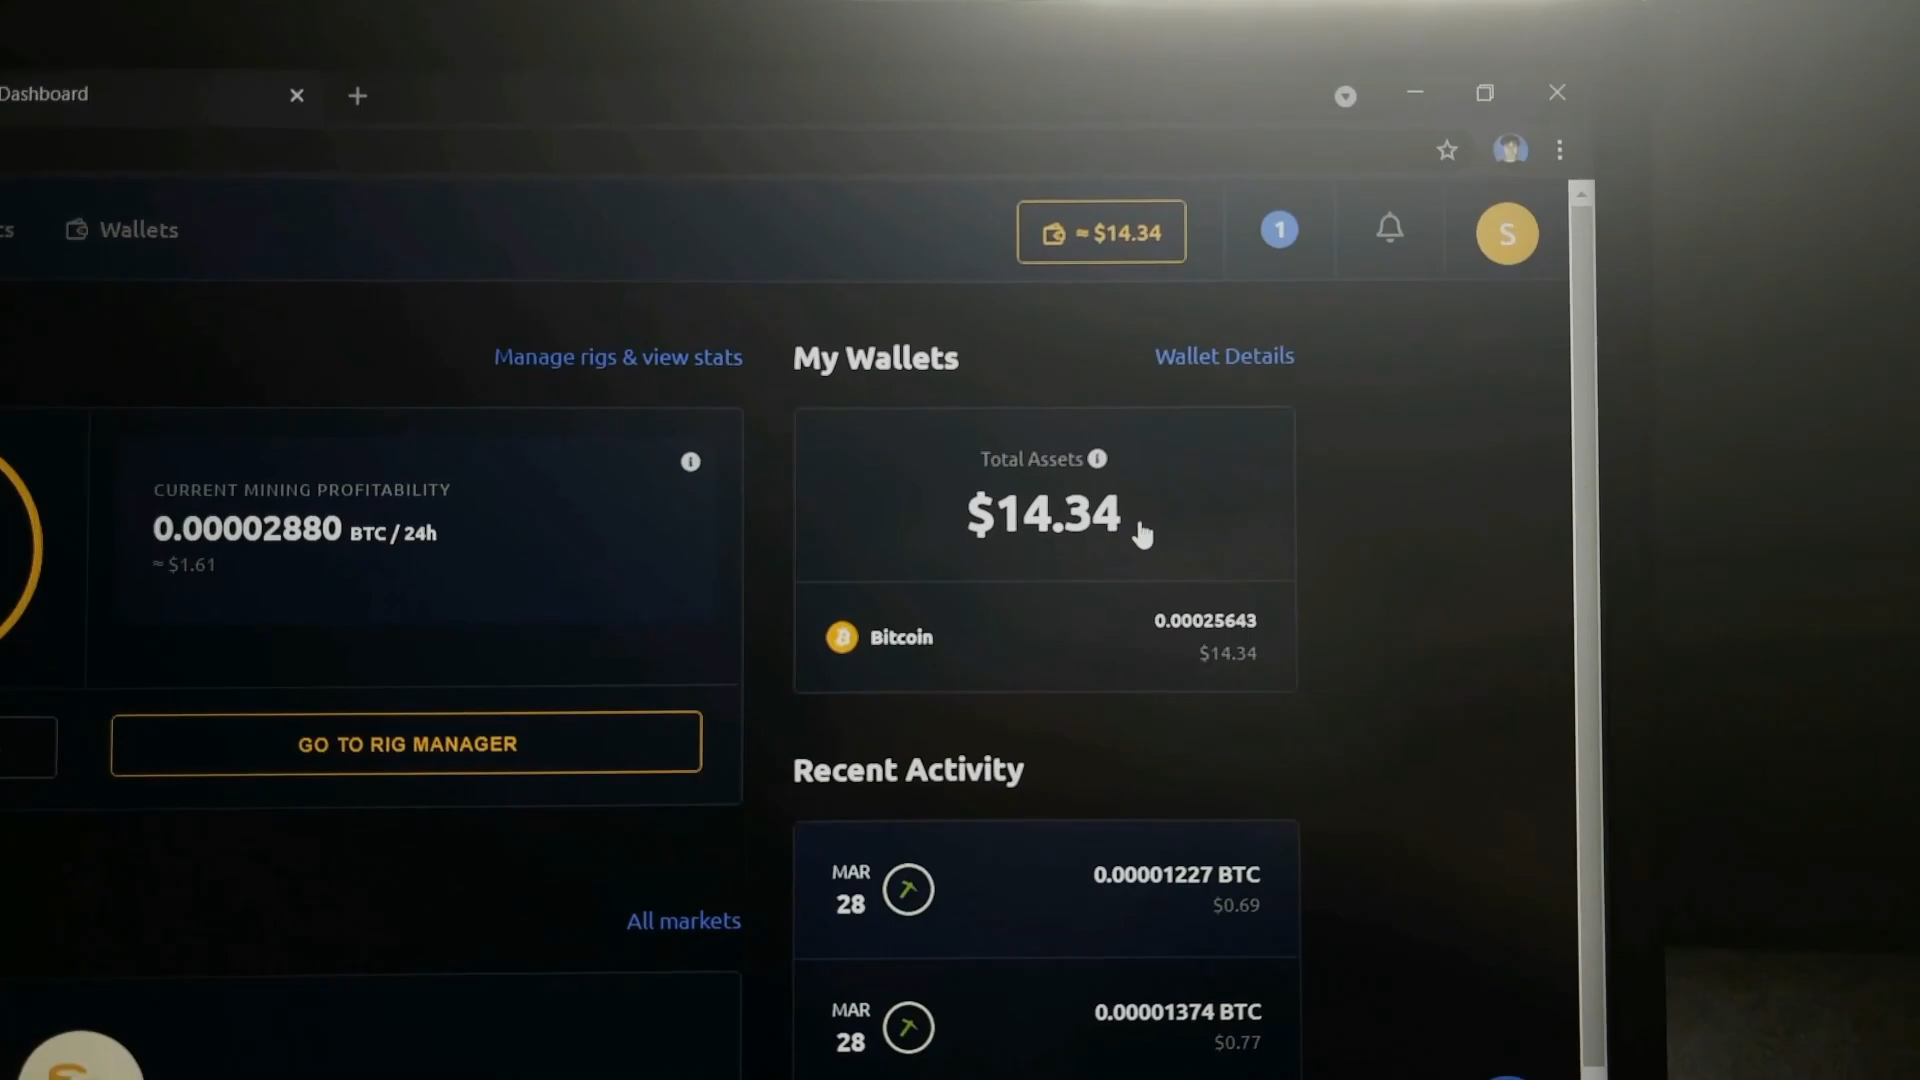 Dashboard
Wallets
≈ $14.34
1
S
Manage rigs & view stats
My Wallets
Wallet Details
CURRENT MINING PROFITABILITY
0.00002880 BTC / 24h
≈ $1.61
Total Assets
$14.34
Bitcoin
0.00025643
$14.34
GO TO RIG MANAGER
Recent Activity
MAR
28
0.00001227 BTC
$0.69
All markets
MAR
28
0.00001374 BTC
$0.77